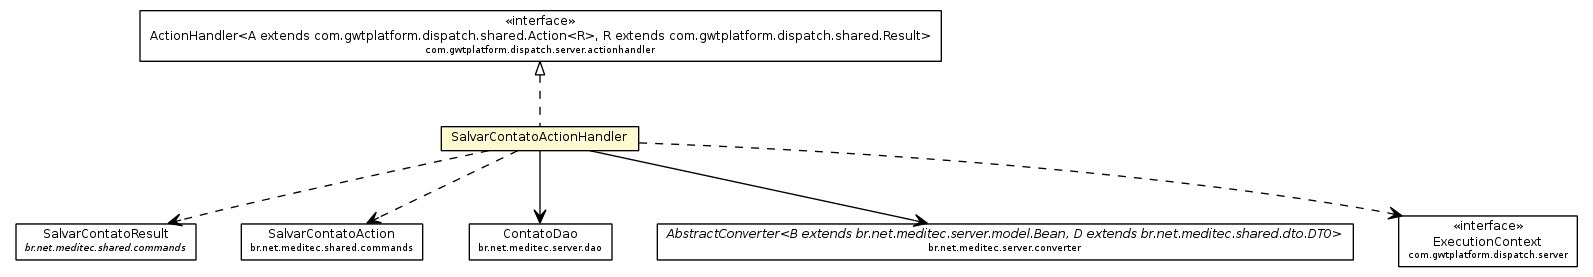 «interface»
ActionHandler<A extends com.gwtplatform.dispatch.shared.Action<R>, R extends com.gwtplatform.dispatch.shared.Result>
com.gwtplatform.dispatch.server.actionhandler
SalvarContatoActionHandler
SalvarContatoResult
br.net.meditec.shared.commands
SalvarContatoAction
br.net.meditec.shared.commands
ContatoDao
br.net.meditec.server.dao
AbstractConverter<B extends br.net.meditec.server.model.Bean, D extends br.net.meditec.shared.dto.DTO>
br.net.meditec.server.converter
«interface»
ExecutionContext
com.gwtplatform.dispatch.server